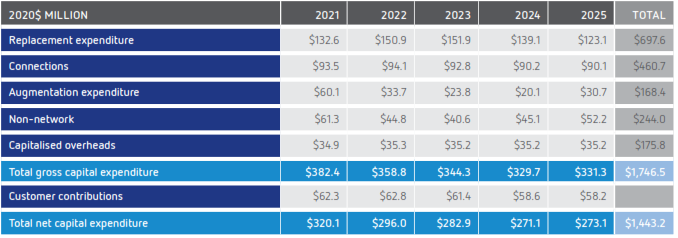 2020$ MILLION 2021 2022 2023 2024 2025 TOTAL
Replacement expenditure $132.6 $150.9 $151.9 $139.1 $123.1 $697.6
Connections $93.5 $94.1 $92.8 $90.2 $90.1 $460.7
Augmentation expenditure $60.1 $33.7 $23.8 $20.1 $30.7 $168.4
Non-network $61.3 $44.8 $40.6 $45.1 $52.2 $244.0
Capitalised overheads $34.9 $35.3 $35.2 $35.2 $35.2 $175.8
Total gross capital expenditure $382.4 $358.8 $344.3 $329.7 $331.3 $1,746.5
Customer contributions $62.3 $62.8 $61.4 $58.6 $58.2
Total net capital expenditure $320.1 $296.0 $282.9 $271.1 $273.1 $1,443.2